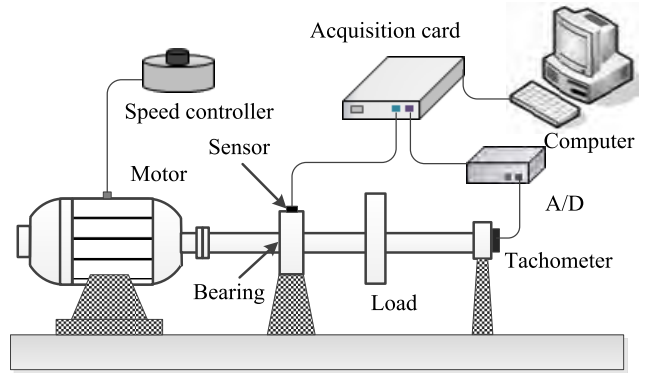 Acquisition card
Speed controller
Computer
Sensor
Motor
A/D
Tachometer
Bearing
Load